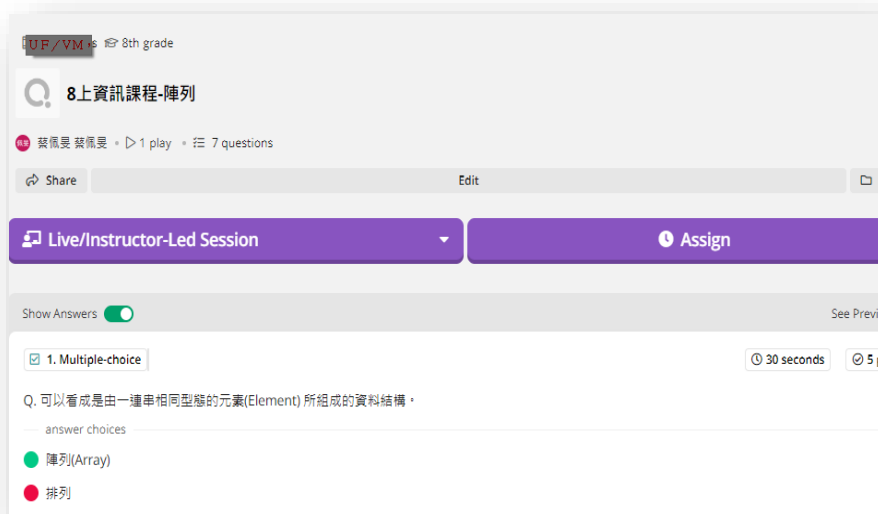 UF/VM,s 8th grade
8上資訊課程-陣列
蔡佩旻 蔡佩旻 • 1 play • 7 questions
Share Edit
Live/Instructor-Led Session Assign
Show Answers See Previ
1. Multiple-choice 30 seconds 5
Q. 可以看成是由一連串相同型態的元素(Element) 所組成的資料結構。
answer choices
陣列(Array)
排列